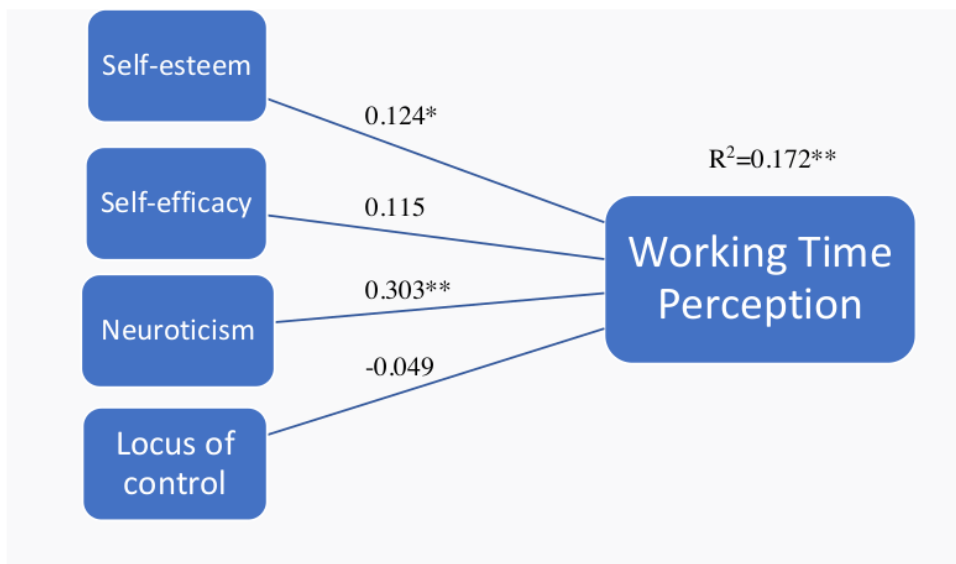 Self-esteem
0.124*
R²=0.172**
Self-efficacy
0.115
Working Time
Perception
Neuroticism
0.303**
-0.049
Locus of
control